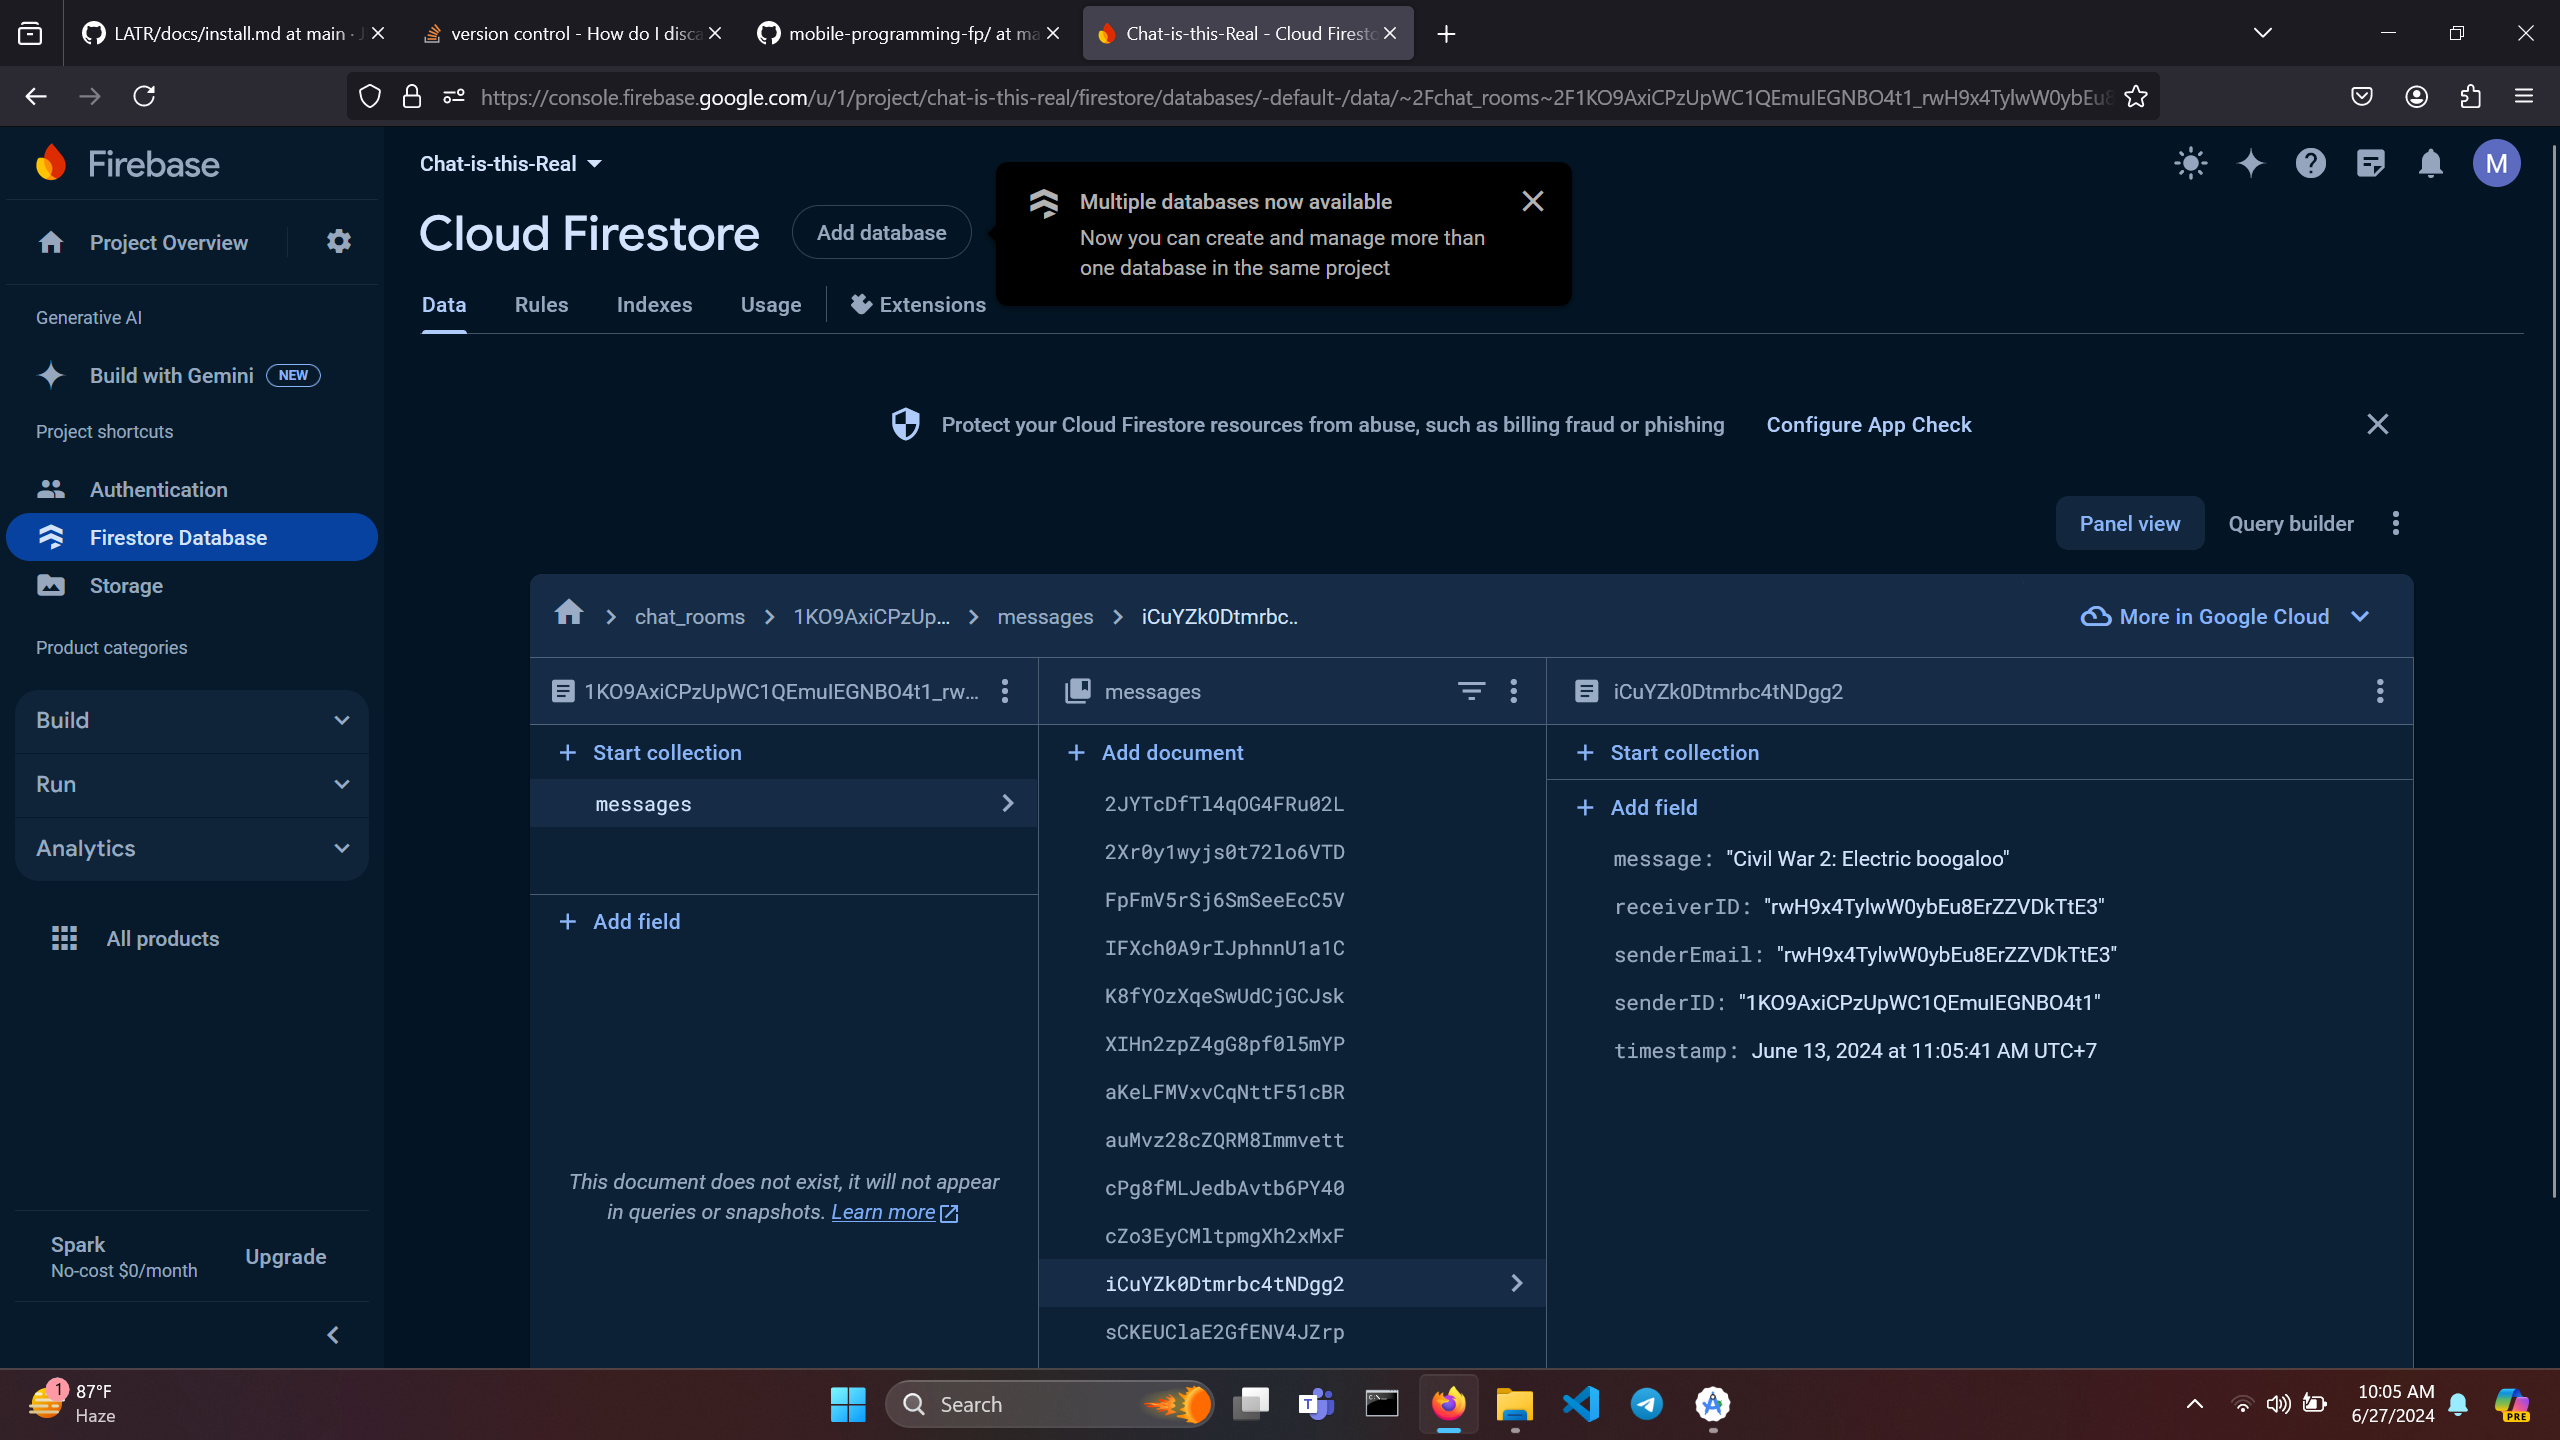 LATR/docs/install.md at main · J
version control - How do I disca
mobile-programming-fp/ at ma
Chat-is-this-Real - Cloud Firesto
https://console.firebase.google.com/u/1/project/chat-is-this-real/firestore/databases/-default-/data/~2Fchat_rooms~2F1KO9AxiCPzUpWC1QEmuIEGNBO4t1_rwH9x4TylwW0ybEu8
Firebase
Project Overview
Generative AI
Build with Gemini NEW
Project shortcuts
Authentication
Firestore Database
Storage
Product categories
Build
Run
Analytics
All products
Spark
No-cost $0/month
Upgrade
Chat-is-this-Real
M
Cloud Firestore
Add database
Multiple databases now available
Now you can create and manage more than
one database in the same project
Data Rules Indexes Usage Extensions
Protect your Cloud Firestore resources from abuse, such as billing fraud or phishing Configure App Check
Panel view Query builder
chat_rooms 1KO9AxiCPzUp... messages iCuYZk0Dtmrbc..
More in Google Cloud
1KO9AxiCPzUpWC1QEmuIEGNBO4t1_rw...
Start collection
messages
Add field
This document does not exist, it will not appear
in queries or snapshots. Learn more
messages
Add document
2JYTcDfTl4qOG4FRu02L
2Xr0y1wyjs0t72lo6VTD
FpFmV5rSj6SmSeeEcC5V
IFXch0A9rIJphnnU1a1C
K8fYOzXqeSwUdCjGCJsk
XIHn2zpZ4gG8pf0l5mYP
aKeLFMVxvCqNttF51cBR
auMvz28cZQRM8Immvett
cPg8fMLJedbAvtb6PY40
cZo3EyCMltpmgXh2xMxF
iCuYZk0Dtmrbc4tNDgg2
sCKEUClaE2GfENV4JZrp
iCuYZk0Dtmrbc4tNDgg2
Start collection
Add field
message: "Civil War 2: Electric boogaloo"
receiverID: "rwH9x4TylwW0ybEu8ErZZVDkTtE3"
senderEmail: "rwH9x4TylwW0ybEu8ErZZVDkTtE3"
senderID: "1KO9AxiCPzUpWC1QEmuIEGNBO4t1"
timestamp: June 13, 2024 at 11:05:41 AM UTC+7
1
87°F
Haze
Search
T
PRE
10:05 AM
6/27/2024